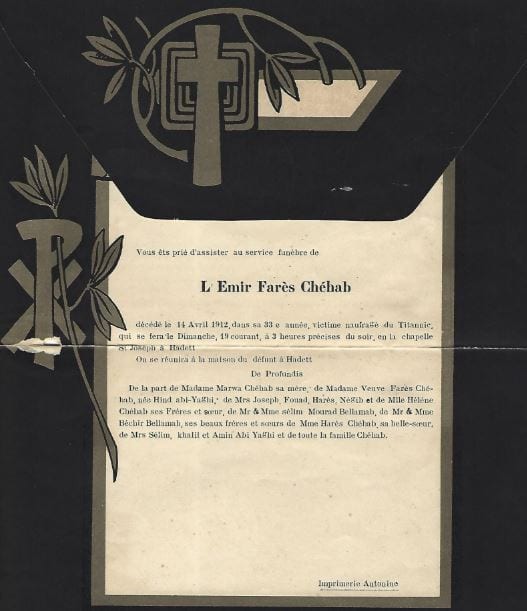 Vous êts prié d'assister au service funèbre de
L'Emir Farès Chéhab
décédé le 14 Avril 1912, dans sa 33 e année, victime naufrage du Titannic,
qui se fera le Dimanche, 19 courant, à 3 heures précises du soir, en la chapelle
St Joseph à Hadett
On se réunira à la maison du défunt à Hadett
De Profundis
De la part de Madame Marwa Chéhab sa mère, de Madame Veuve Farès Ché-
hab, née Hind abi-Yaghi, de Mrs Joseph, Fouad, Harès, Négib et de Mlle Hélène
Chéhab ses Fréres et sœur, de Mr & Mme sélim Mourad Bellamab, de Mr & Mme
Béchir Bellamab, ses beaux fréres et sœurs de Mme Harès Chéhab, sa belle-sœur,
de Mrs Sélim, khalil et Amin Abi Yaghi et de toute la famille Chéhab.
Imprimerie Antonine